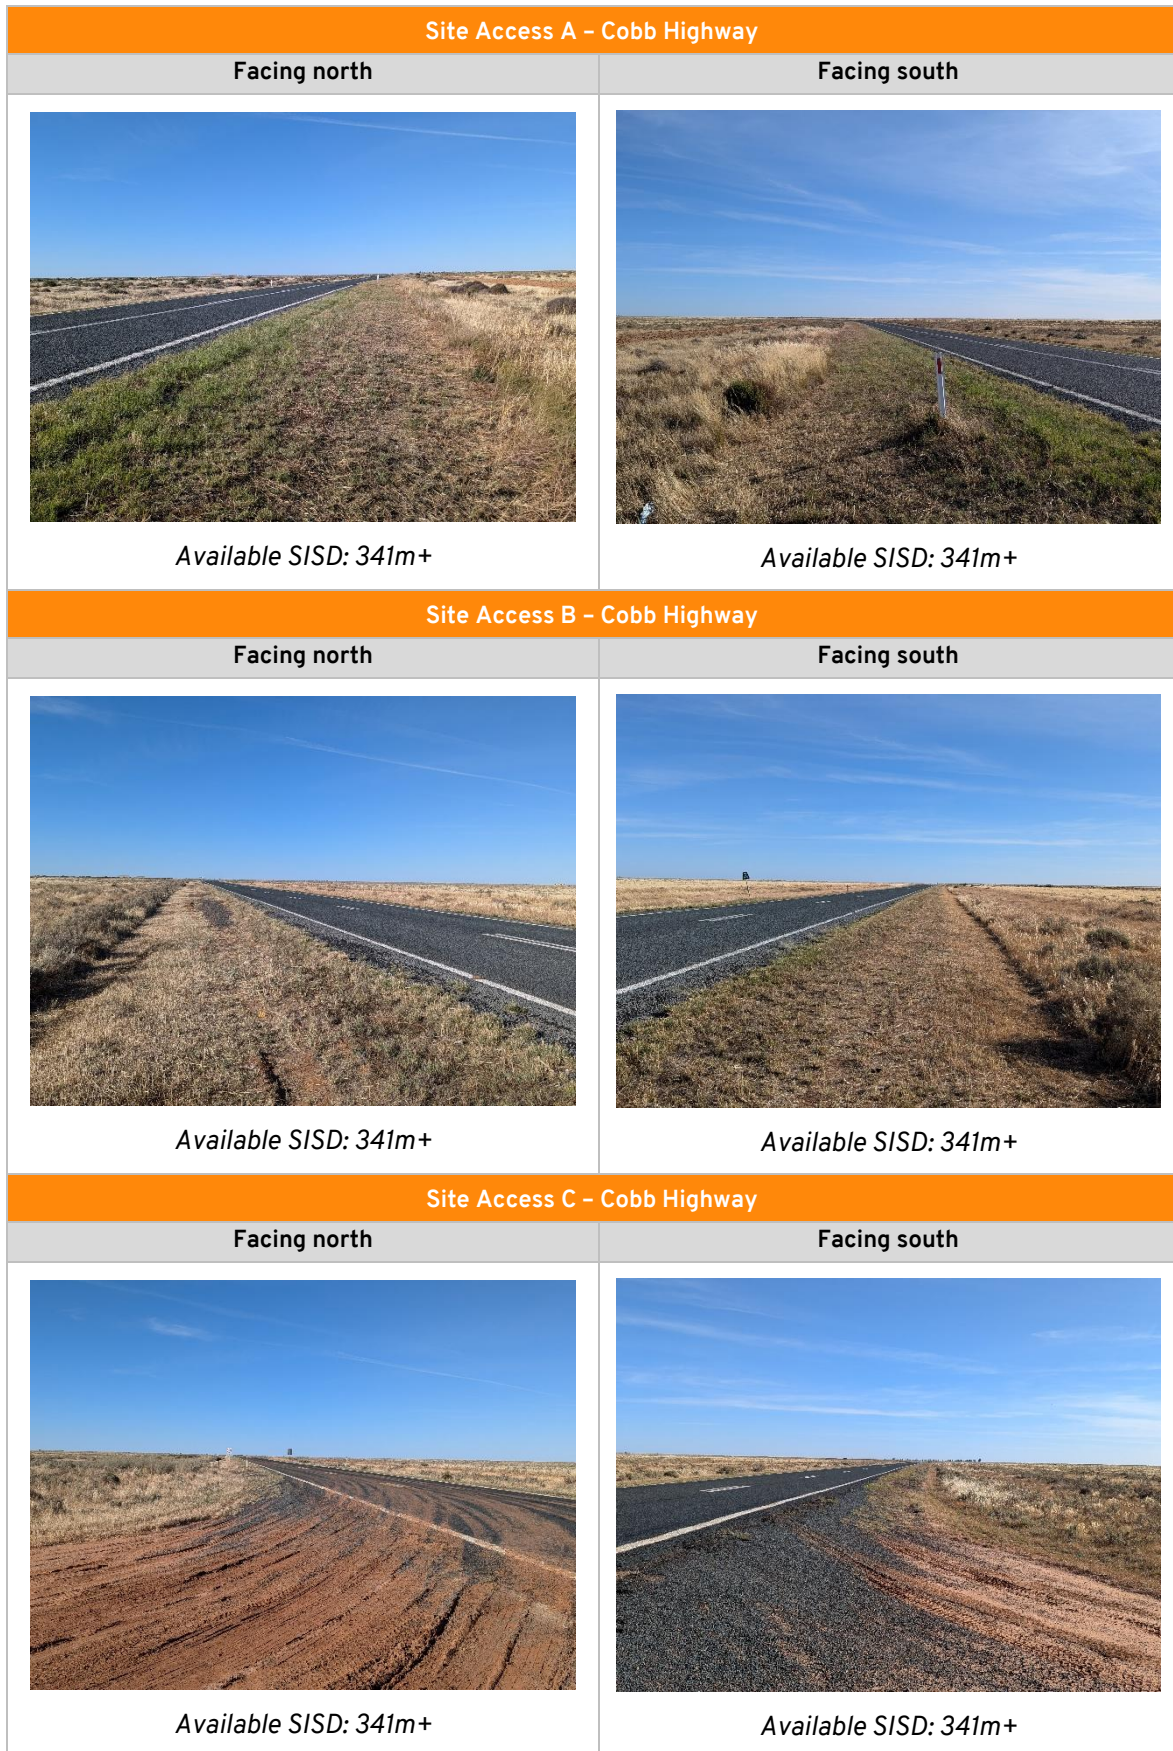 Site Access A – Cobb Highway
Facing north
Facing south
Available SISD: 341m+
Available SISD: 341m+
Site Access B – Cobb Highway
Facing north
Facing south
Available SISD: 341m+
Available SISD: 341m+
Site Access C – Cobb Highway
Facing north
Facing south
Available SISD: 341m+
Available SISD: 341m+